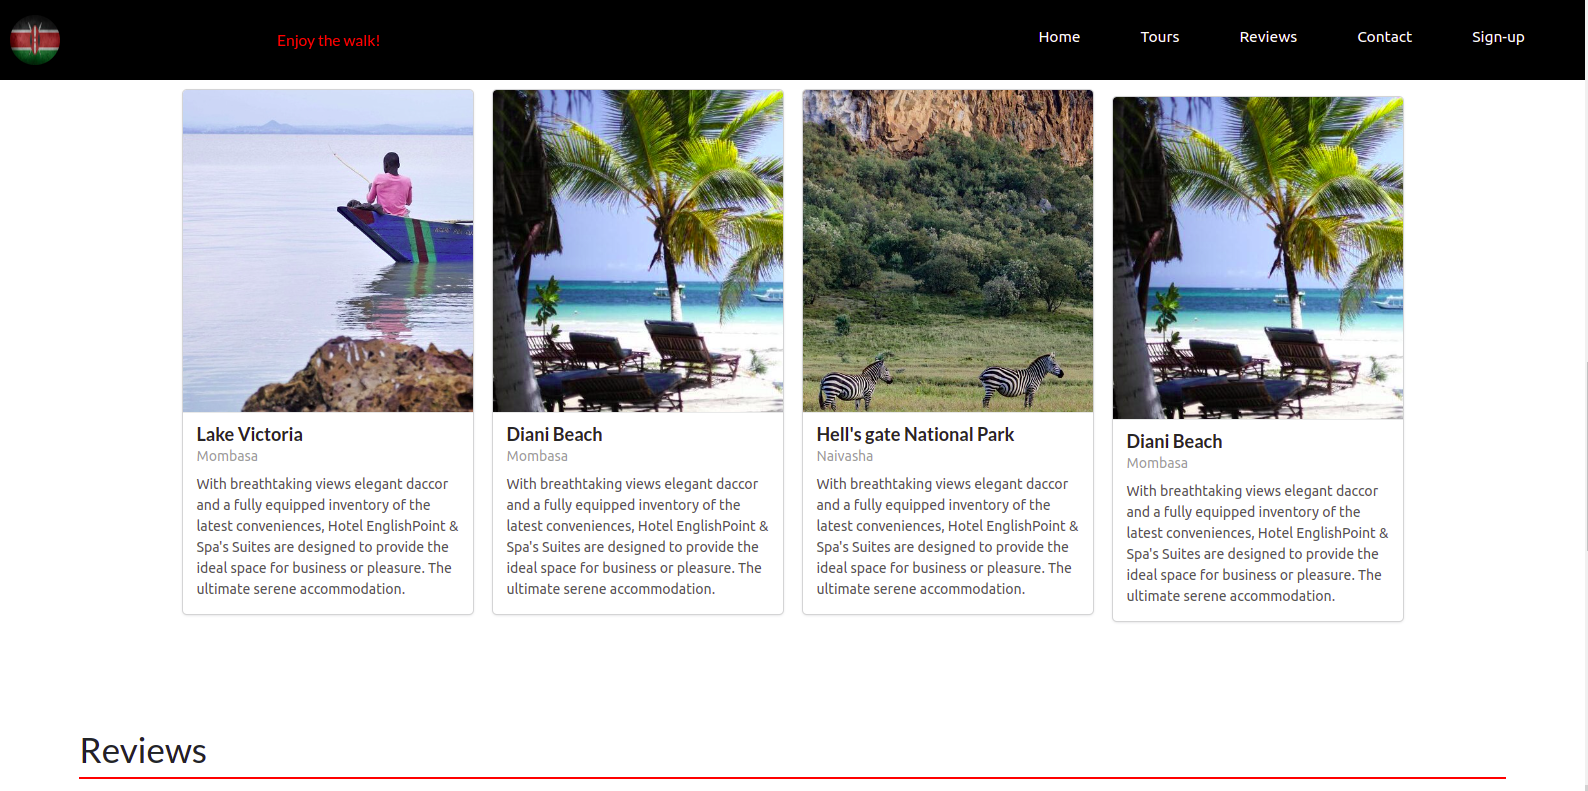 Enjoy the walk!
Home Tours Reviews Contact Sign-up
Lake Victoria
Mombasa
With breathtaking views elegant daccor
and a fully equipped inventory of the
latest conveniences, Hotel EnglishPoint &
Spa's Suites are designed to provide the
ideal space for business or pleasure. The
ultimate serene accommodation.
Diani Beach
Mombasa
With breathtaking views elegant daccor
and a fully equipped inventory of the
latest conveniences, Hotel EnglishPoint &
Spa's Suites are designed to provide the
ideal space for business or pleasure. The
ultimate serene accommodation.
Hell's gate National Park
Naivasha
With breathtaking views elegant daccor
and a fully equipped inventory of the
latest conveniences, Hotel EnglishPoint &
Spa's Suites are designed to provide the
ideal space for business or pleasure. The
ultimate serene accommodation.
Diani Beach
Mombasa
With breathtaking views elegant daccor
and a fully equipped inventory of the
latest conveniences, Hotel EnglishPoint &
Spa's Suites are designed to provide the
ideal space for business or pleasure. The
ultimate serene accommodation.
Reviews